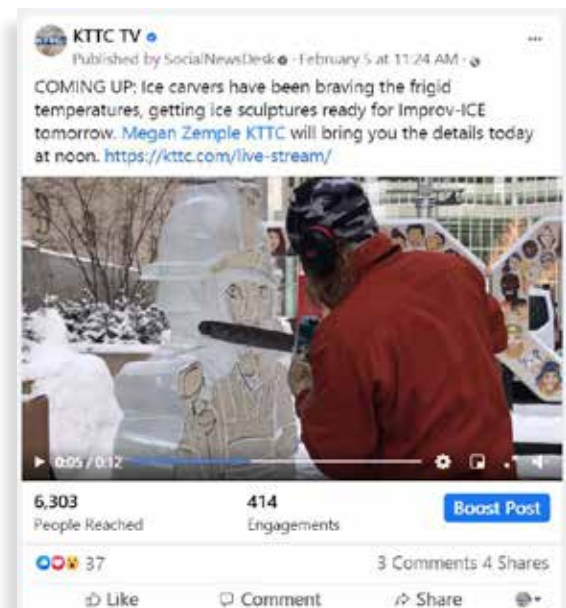 KTTC TV
Published by SocialNewsDesk · February 5 at 11:24 AM ·
COMING UP: Ice carvers have been braving the frigid
temperatures, getting ice sculptures ready for Improv-ICE
tomorrow. Megan Zemple KTTC will bring you the details today
at noon. https://kttc.com/live-stream/
0:05 / 0:12
6,303
People Reached
414
Engagements
Boost Post
37
3 Comments 4 Shares
Like
Comment
Share